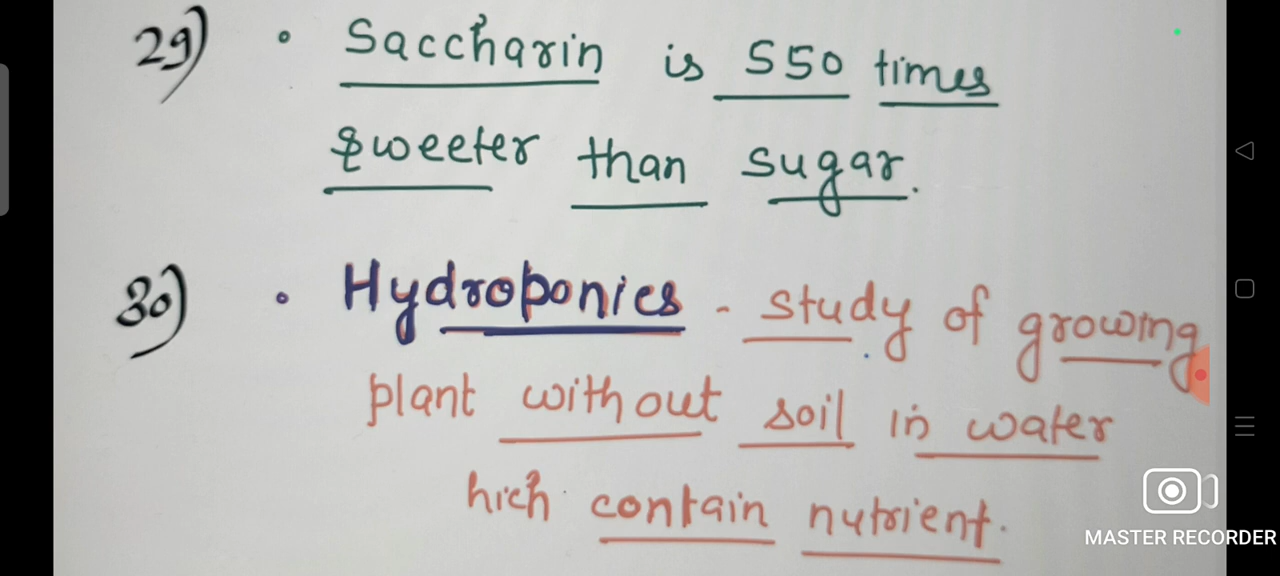 29) • Saccharin is 550 times
sweeter than sugar.
30) • Hydroponics - study of growing
plant without soil in water
hich contain nutrient.
MASTER RECORDER